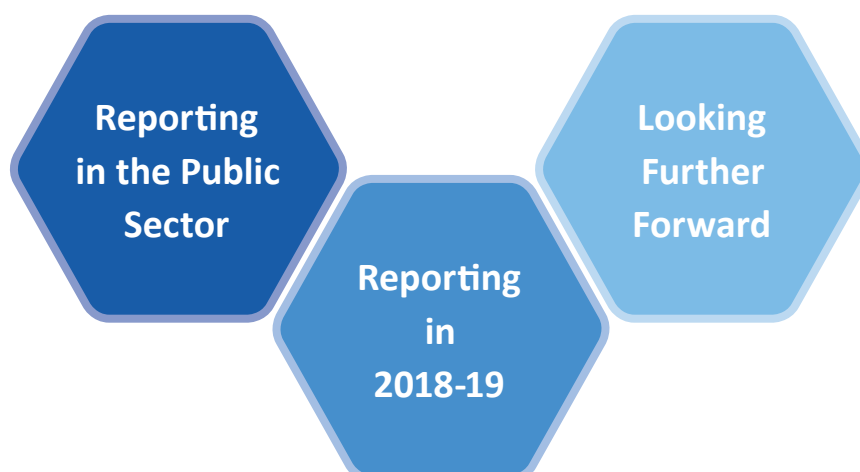 Reporting
in the Public
Sector
Reporting
in
2018-19
Looking
Further
Forward